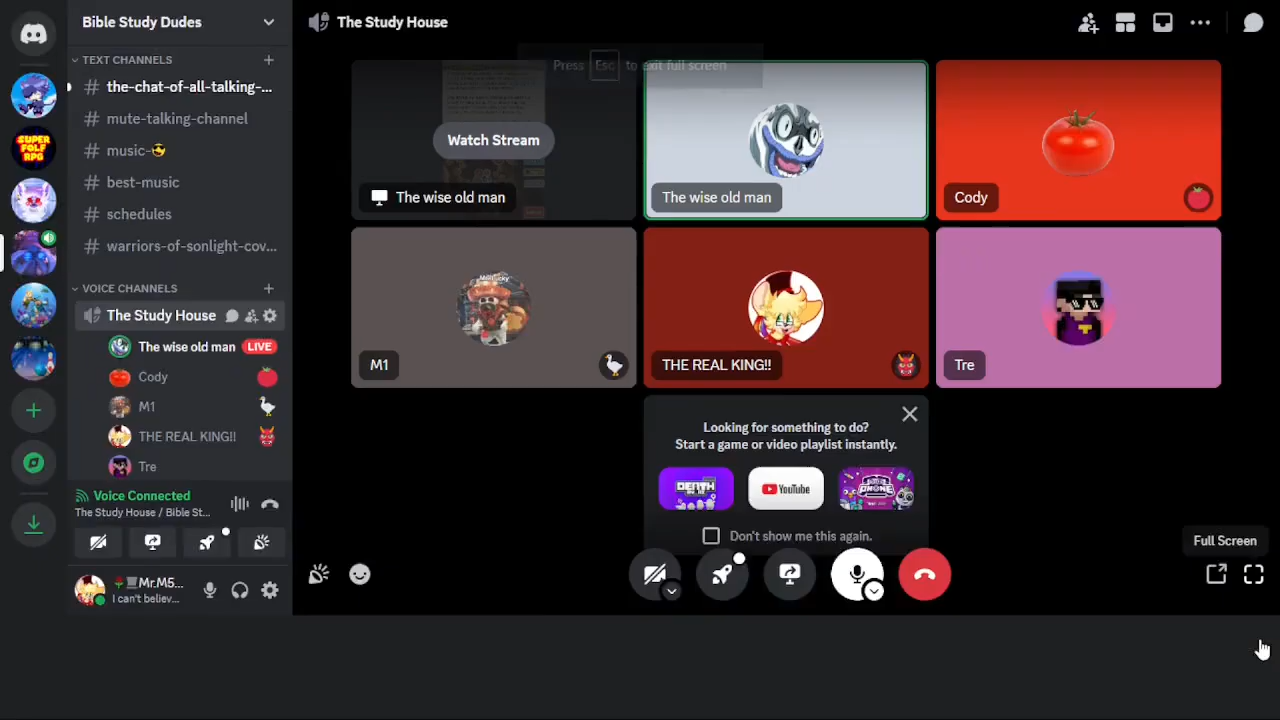 Bible Study Dudes
TEXT CHANNELS
the-chat-of-all-talking-...
mute-talking-channel
music-😎
best-music
schedules
warriors-of-sonlight-cov...
VOICE CHANNELS
The Study House
The wise old man LIVE
Cody
M1
THE REAL KING!!
Tre
Voice Connected
The Study House / Bible St...
Mr.M5...
I can't believ...
SUPER
RPG
The Study House
Press Esc to exit full screen
Watch Stream
The wise old man
The wise old man
Cody
M1
THE REAL KING!!
Tre
Looking for something to do?
Start a game or video playlist instantly.
YouTube
Don't show me this again.
Full Screen